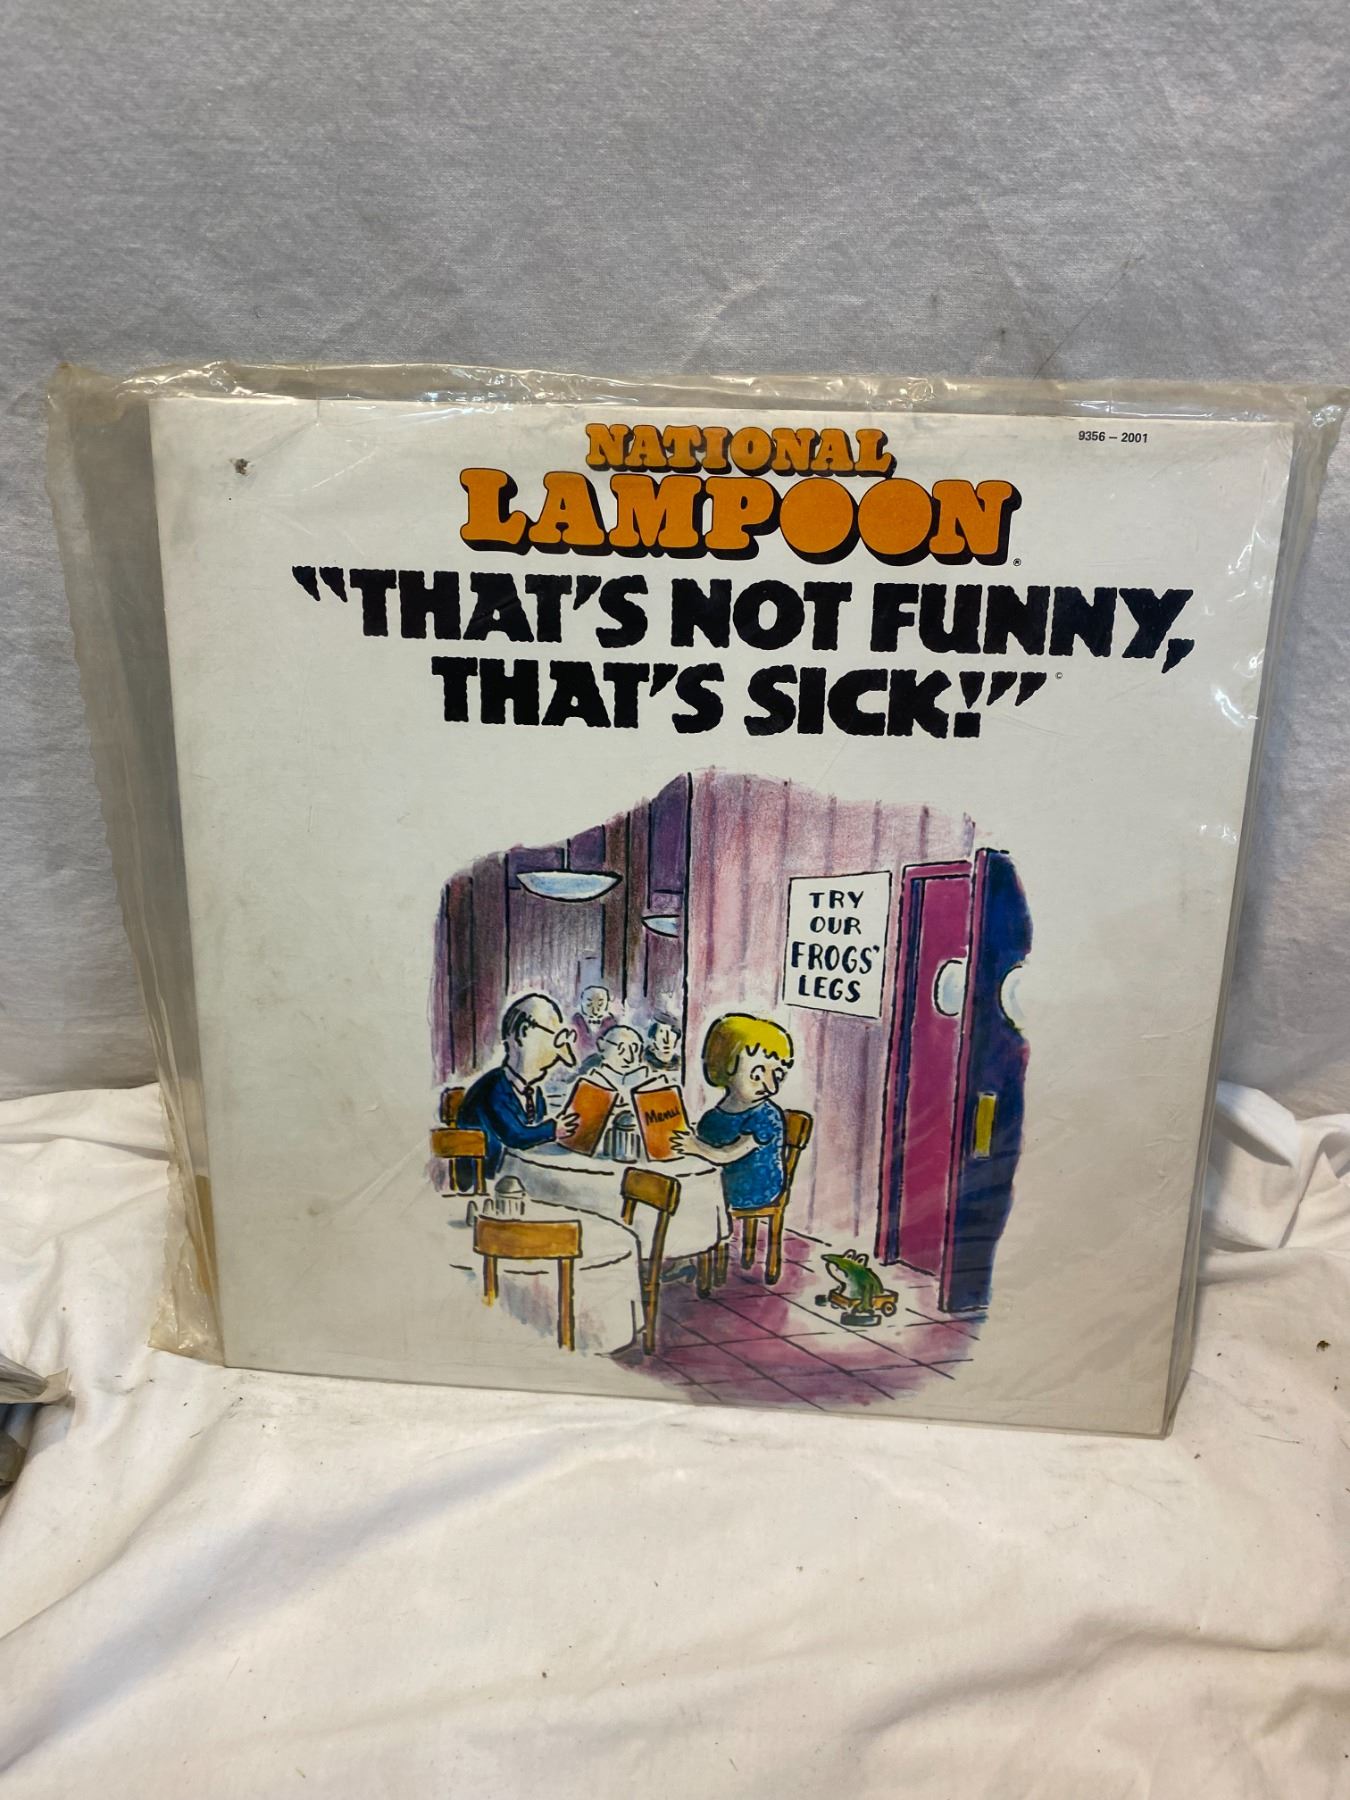 9356 – 2001
NATIONAL
LAMPOON®
"THAT'S NOT FUNNY,
THAT'S SICK!"©
TRY
OUR
FROGS'
LEGS
Menu